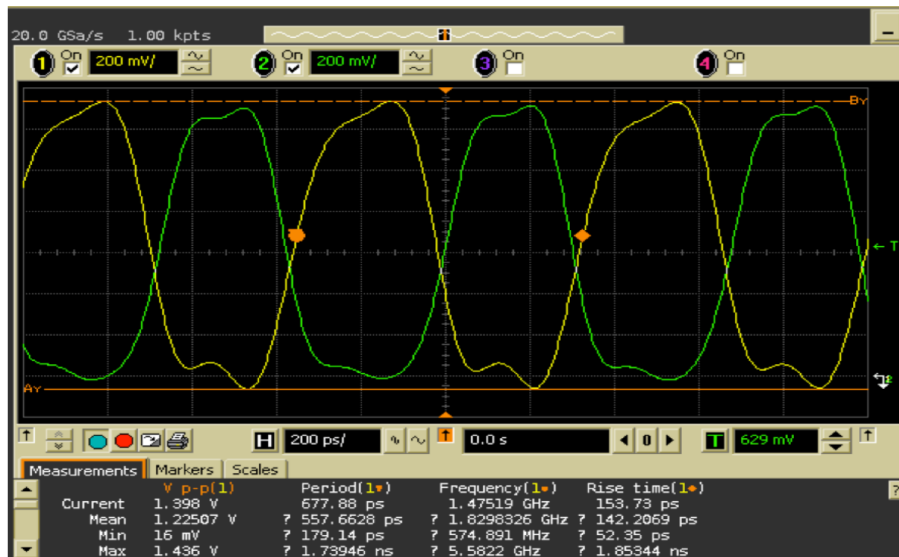 20.0 GSa/s 1.00 kpts
1 On 200 mV/ 2 On 200 mV/ 3 On 4 On
BY
T
AY
H 200 ps/ 0.0 s 0 T 629 mV
Measurements Markers Scales
V p-p(1) Period(1) Frequency(1) Rise time(1) ?
Current 1.398 V 677.88 ps 1.47519 GHz 153.73 ps
Mean 1.22507 V ? 557.6628 ps ? 1.8298326 GHz ? 142.2069 ps
Min 16 mV ? 179.14 ps ? 574.891 MHz ? 52.35 ps
Max 1.436 V ? 1.73946 ns ? 5.5822 GHz ? 1.85344 ns